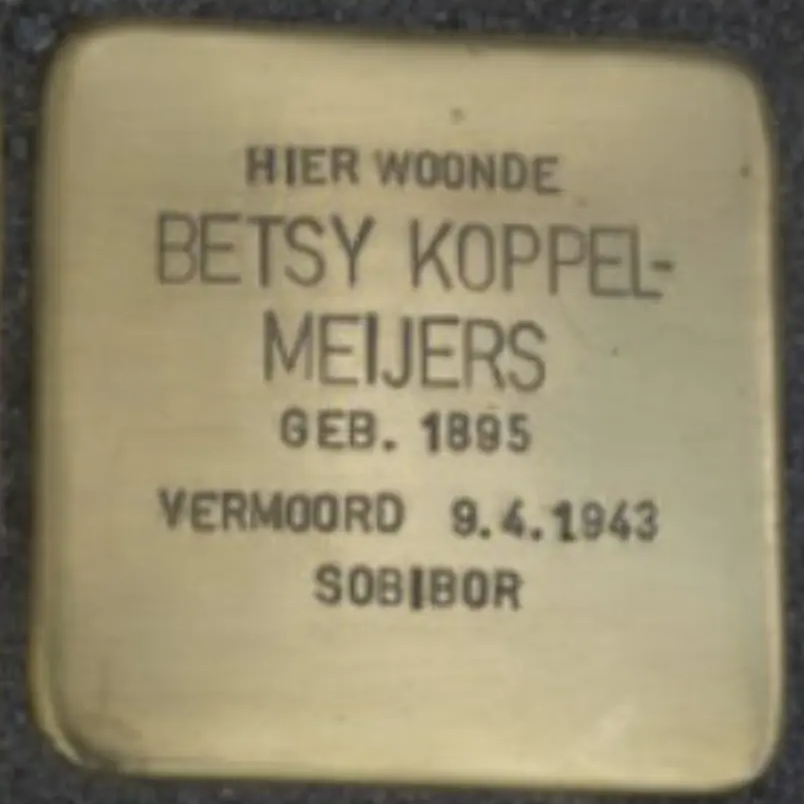 HIER WOONDE
BETSY KOPPEL-
MEIJERS
GEB. 1895
VERMOORD 9.4.1943
SOBIBOR